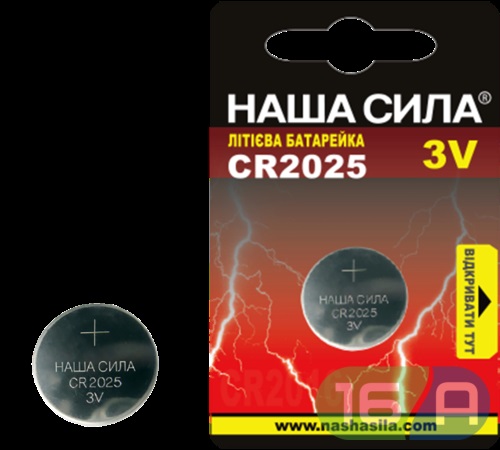 НАША СИЛА®
ЛІТІЄВА БАТАРЕЙКА
CR2025
3V
НАША СИЛА
CR2025
3V
ВІДКРИВАТИ ТУТ
НАША СИЛА
CR2025
3V
16A
www.nashasila.com